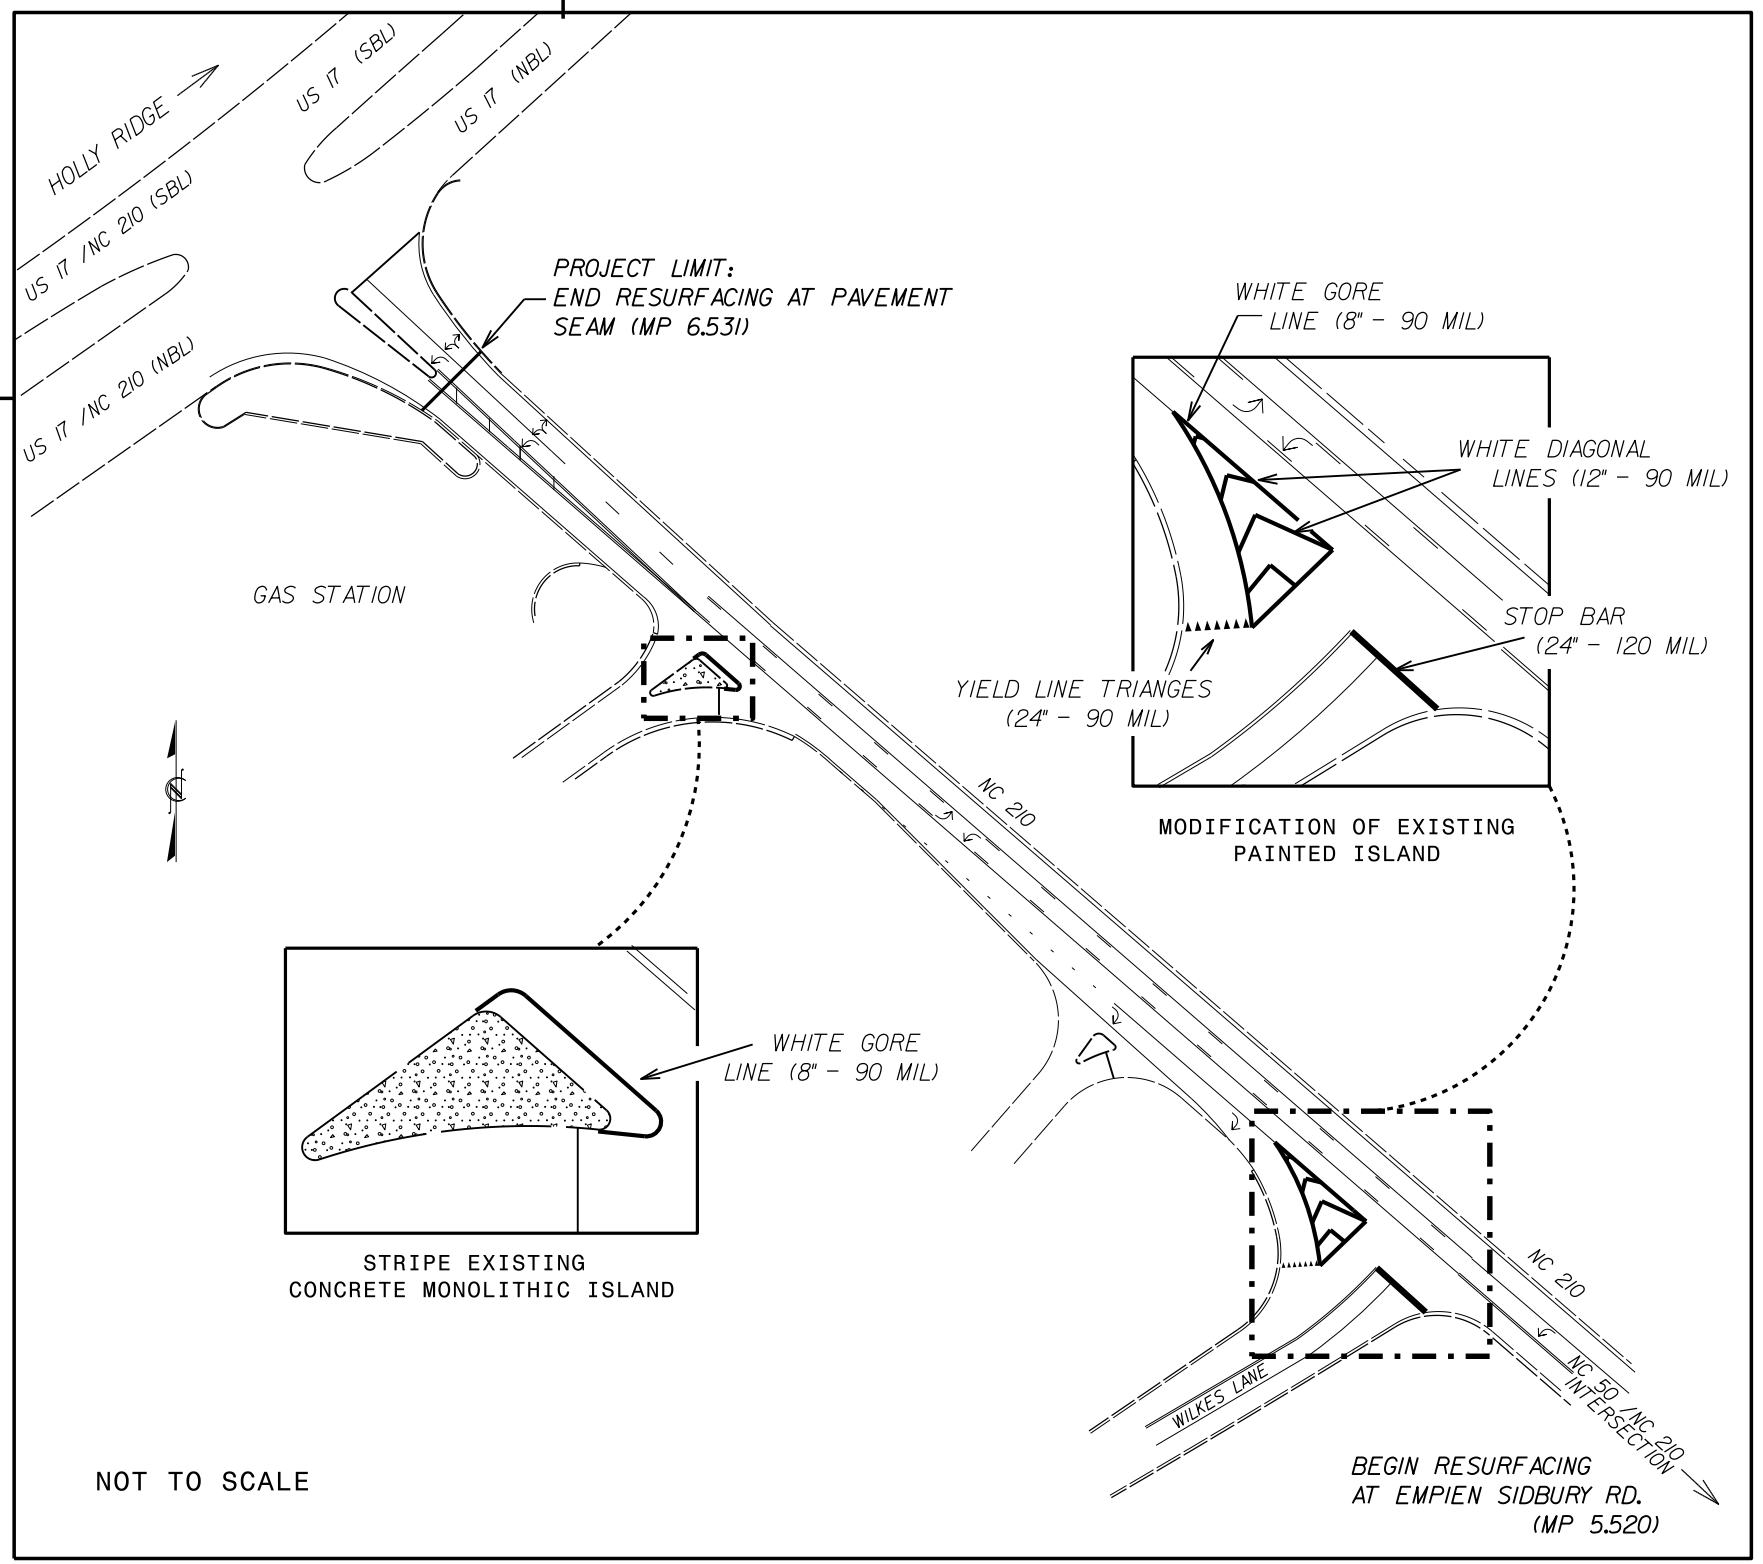 US 17 (SBL)
US 17 (NBL)
HOLLY RIDGE
US 17 /NC 210 (SBL)
US 17 /NC 210 (NBL)
PROJECT LIMIT:
END RESURFACING AT PAVEMENT
SEAM (MP 6.531)
WHITE GORE
LINE (8" - 90 MIL)
WHITE DIAGONAL
LINES (12" - 90 MIL)
GAS STATION
STOP BAR
(24" - 120 MIL)
YIELD LINE TRIANGES
(24" - 90 MIL)
N
NC 210
MODIFICATION OF EXISTING
PAINTED ISLAND
WHITE GORE
LINE (8" - 90 MIL)
STRIPE EXISTING
CONCRETE MONOLITHIC ISLAND
NC 210
WILKES LANE
NC 50 /NC 210
INTERSECTION
NOT TO SCALE
BEGIN RESURFACING
AT EMPIEN SIDBURY RD.
(MP 5.520)